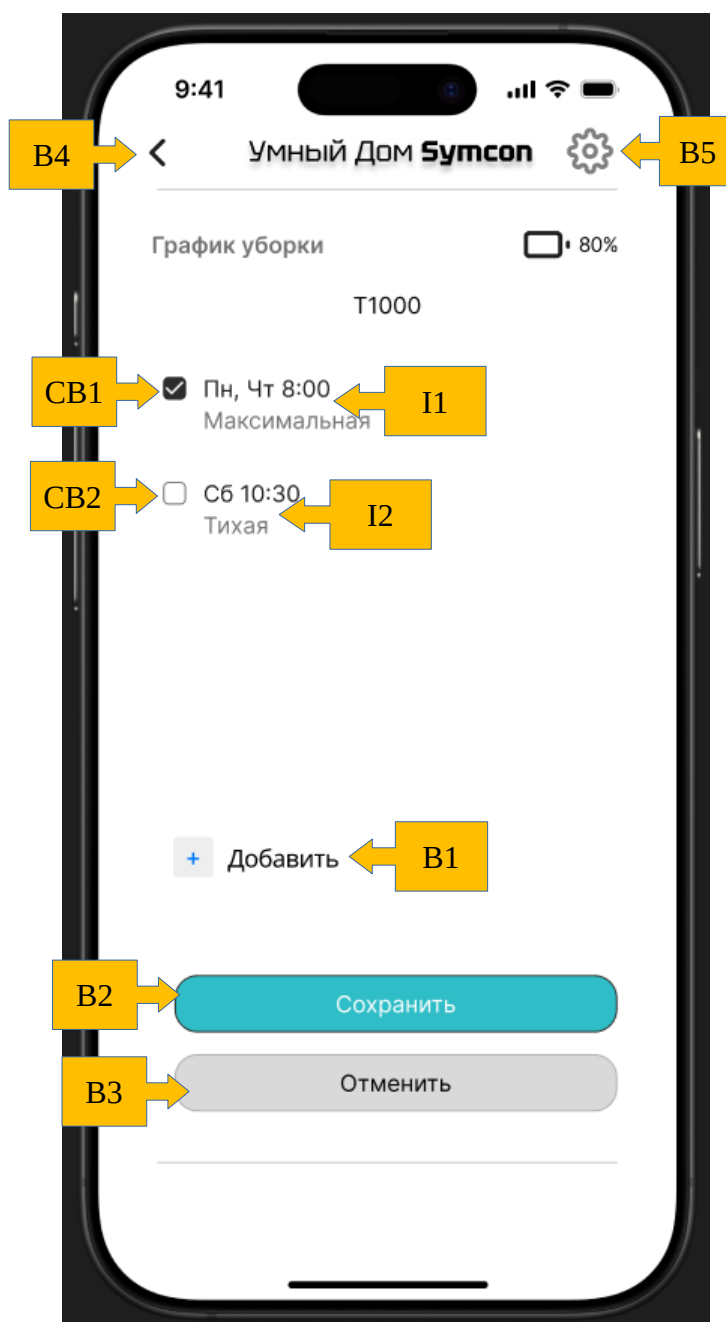 9:41
B4
Умный Дом Symcon
B5
График уборки
80%
T1000
CB1
Пн, Чт 8:00
I1
Максимальная
CB2
Сб 10:30
I2
Тихая
+ Добавить
B1
B2
Сохранить
B3
Отменить